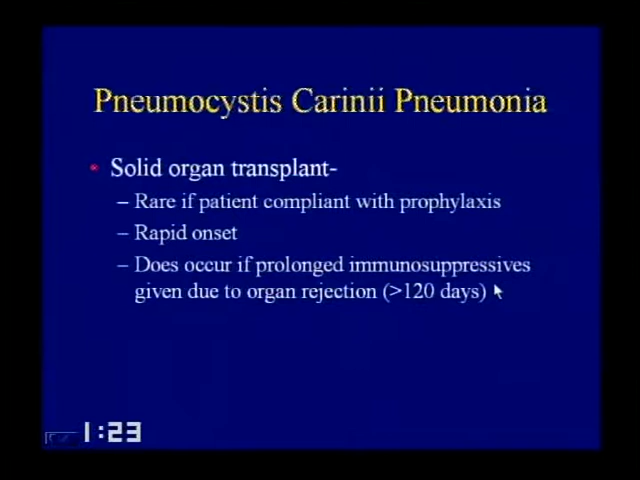 Pneumocystis Carinii Pneumonia
• Solid organ transplant-
– Rare if patient compliant with prophylaxis
– Rapid onset
– Does occur if prolonged immunosuppressives
given due to organ rejection (>120 days)
1:23